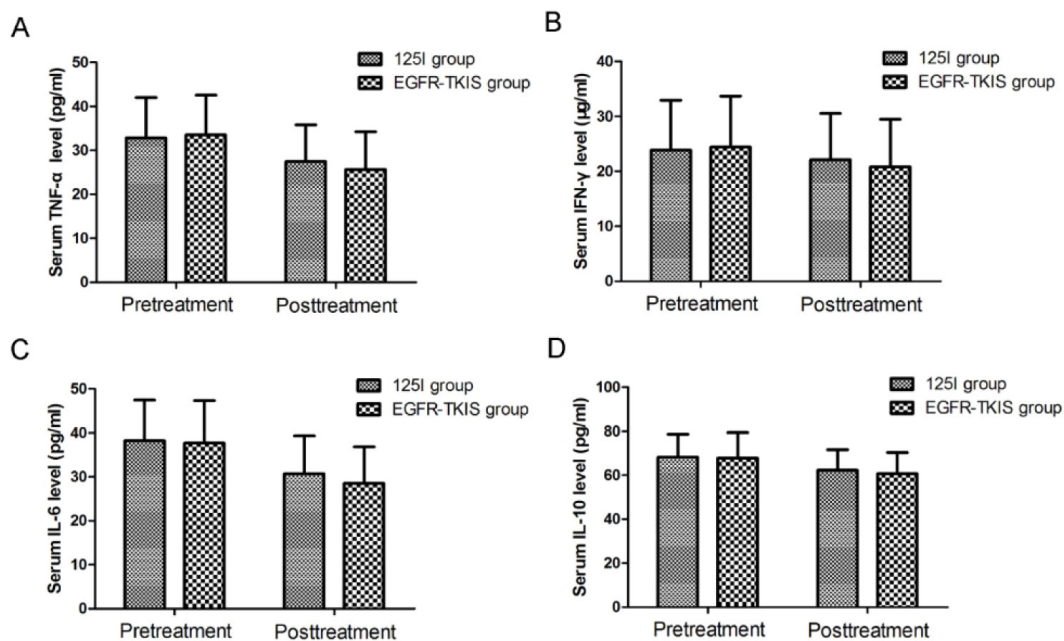 A
Serum TNF-α level (pg/ml)
50
40
30
20
10
0
125I group
EGFR-TKIS group
Pretreatment
Posttreatment
B
Serum IFN-γ level (μg/ml)
40
30
20
10
0
125I group
EGFR-TKIS group
Pretreatment
Posttreatment
C
Serum IL-6 level (pg/ml)
50
40
30
20
10
0
125I group
EGFR-TKIS group
Pretreatment
Posttreatment
D
Serum IL-10 level (pg/ml)
100
80
60
40
20
0
125I group
EGFR-TKIS group
Pretreatment
Posttreatment